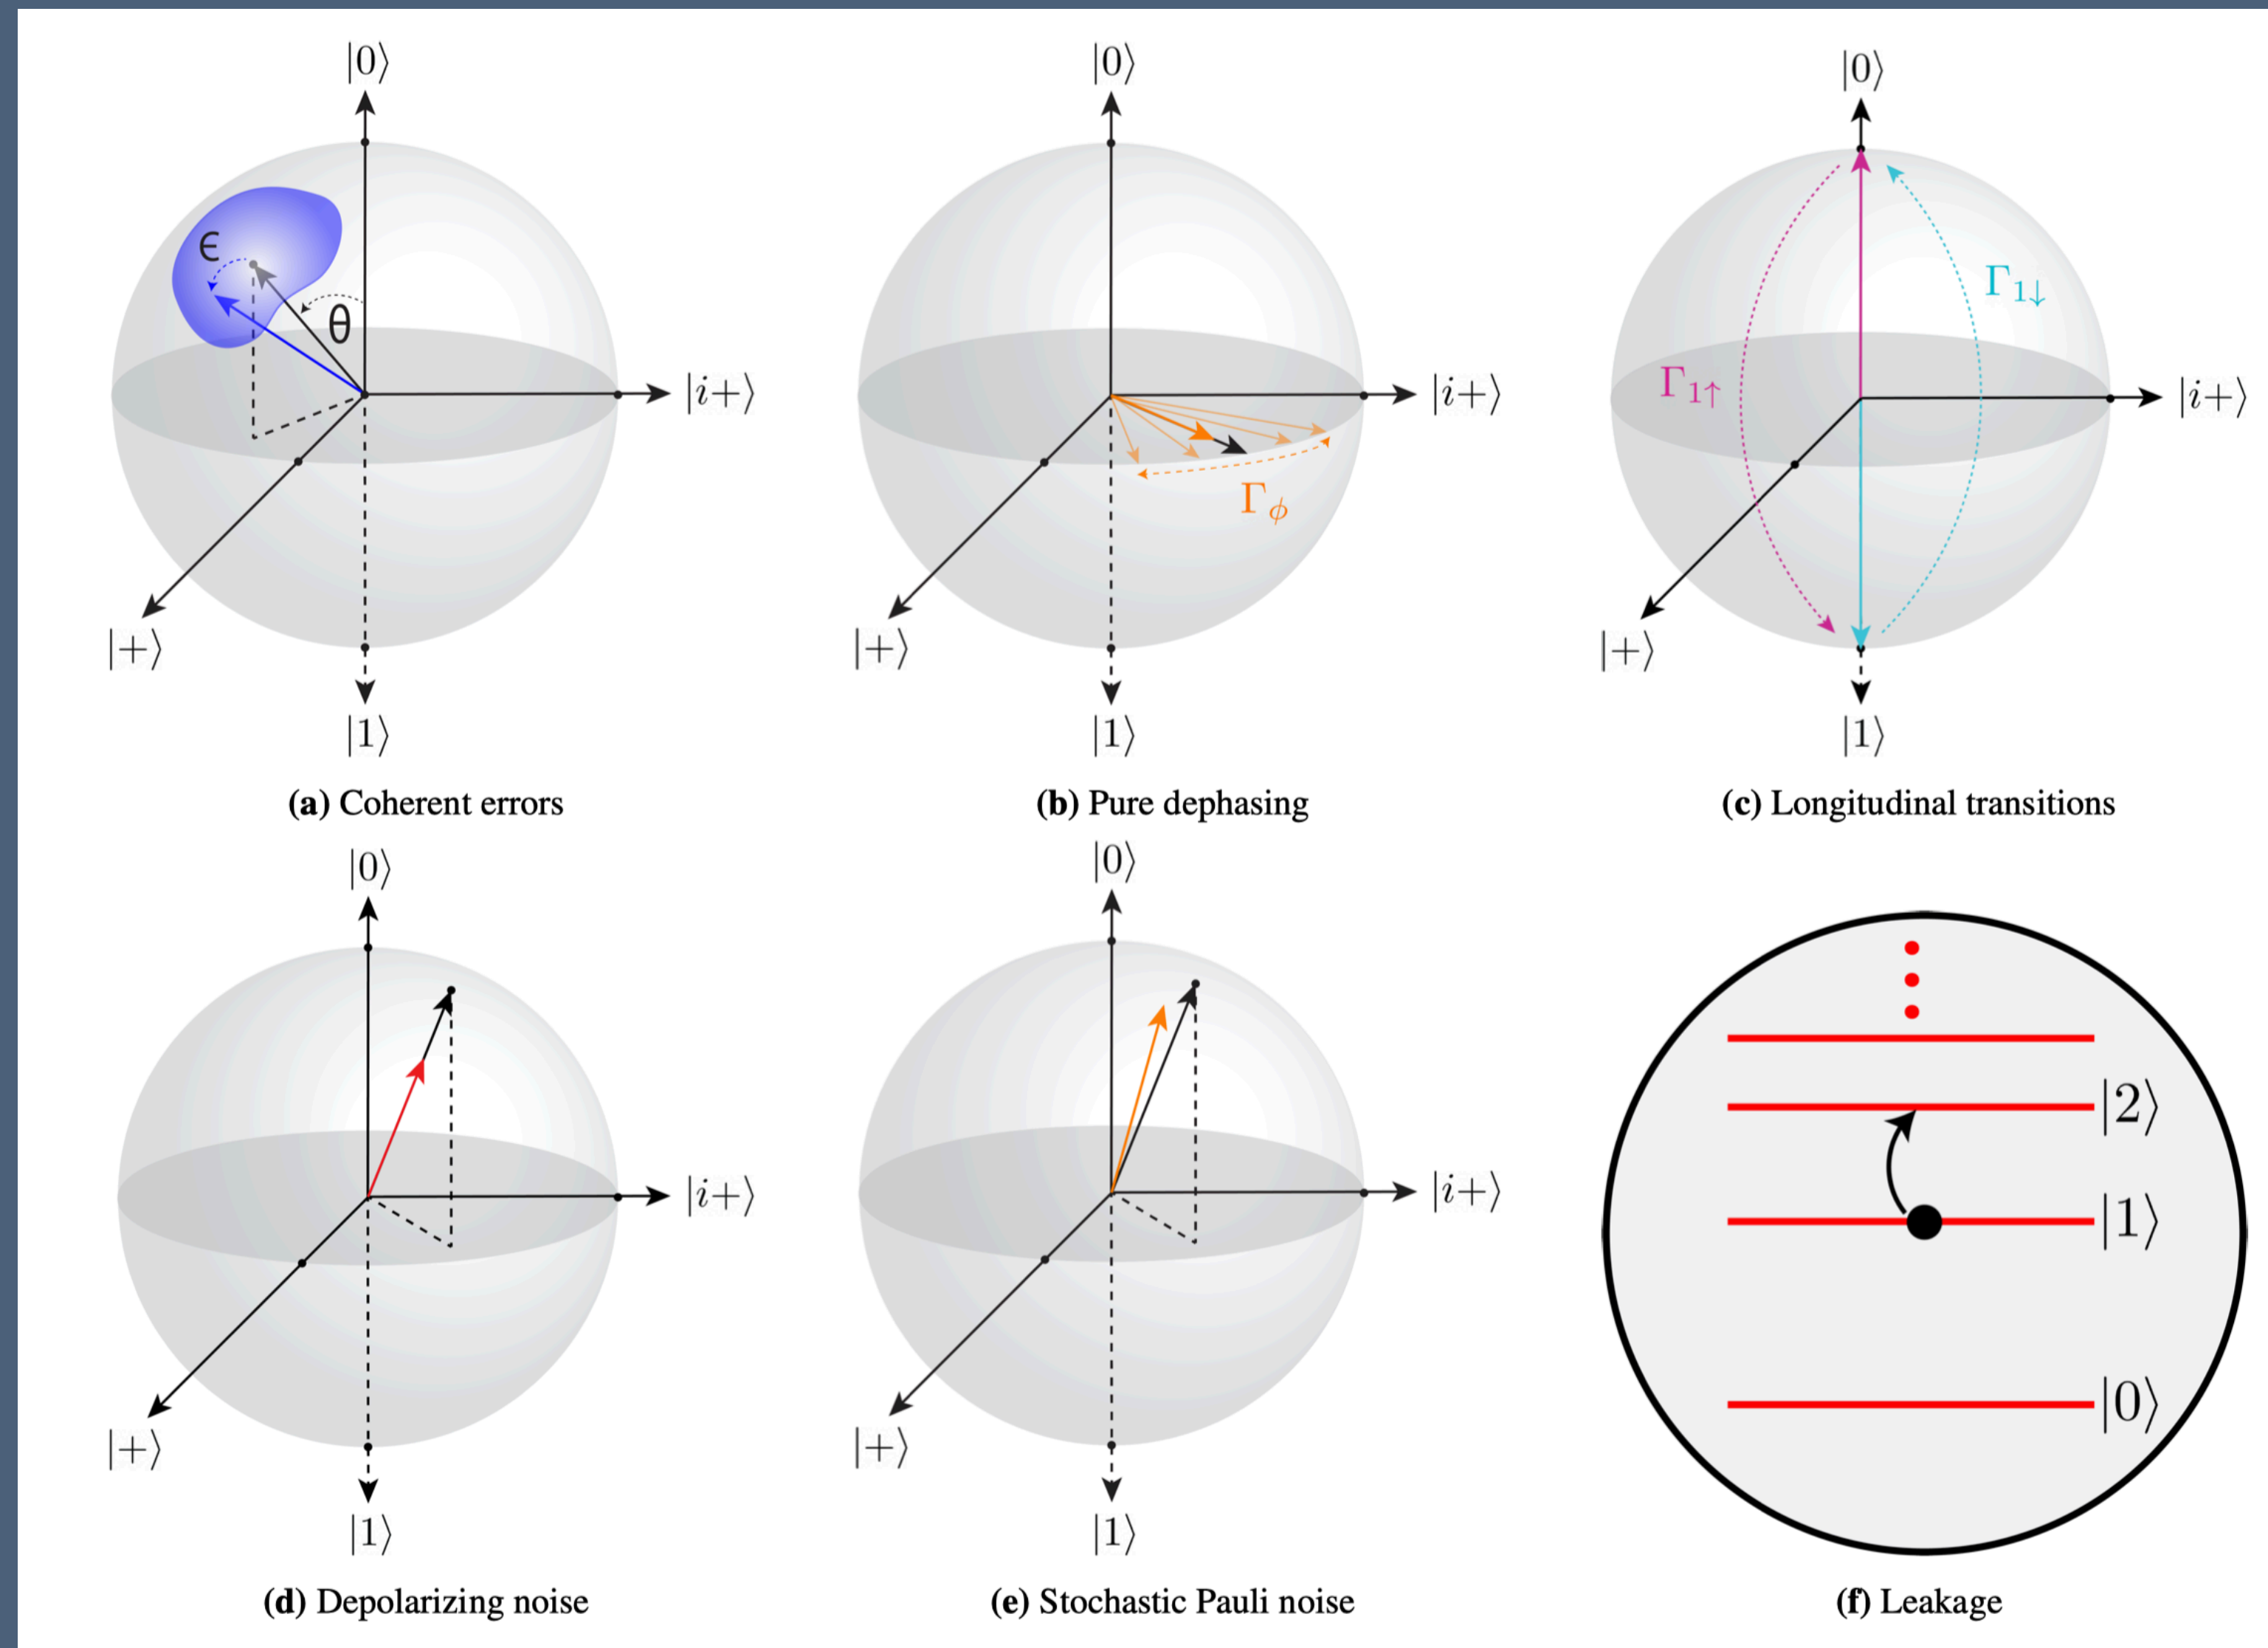 |0⟩
ϵ
θ
|i+⟩
|+⟩
|1⟩
(a) Coherent errors
|0⟩
|i+⟩
Γϕ
|+⟩
|1⟩
(b) Pure dephasing
|0⟩
Γ1↓
Γ1↑
|i+⟩
|+⟩
|1⟩
(c) Longitudinal transitions
|0⟩
|i+⟩
|+⟩
|1⟩
(d) Depolarizing noise
|0⟩
|i+⟩
|+⟩
|1⟩
(e) Stochastic Pauli noise
|2⟩
|1⟩
|0⟩
(f) Leakage